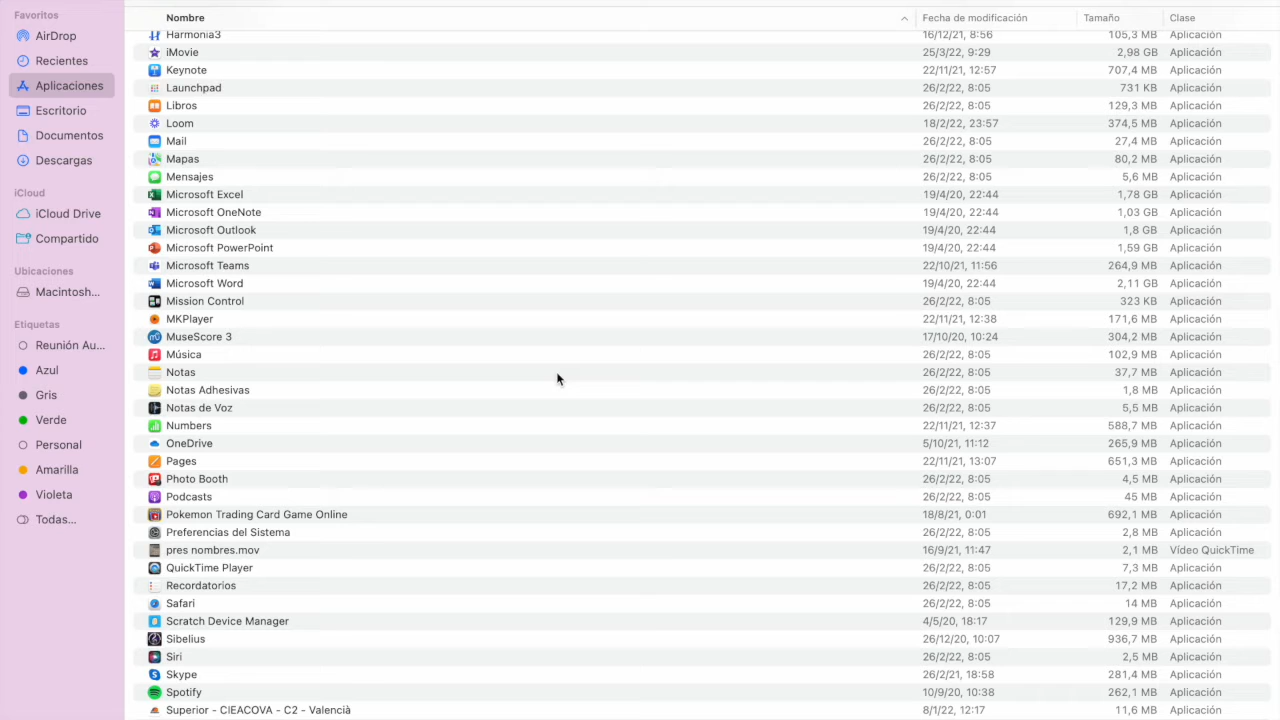 Favoritos
AirDrop
Recientes
Aplicaciones
Escritorio
Documentos
Descargas
iCloud
iCloud Drive
Compartido
Ubicaciones
Macintosh...
Etiquetas
Reunión Au...
Azul
Gris
Verde
Personal
Amarilla
Violeta
Todas...
Nombre Fecha de modificación Tamaño Clase
Harmonia3 16/12/21, 8:56 105,3 MB Aplicación
iMovie 25/3/22, 9:29 2,98 GB Aplicación
Keynote 22/11/21, 12:57 707,4 MB Aplicación
Launchpad 26/2/22, 8:05 731 KB Aplicación
Libros 26/2/22, 8:05 129,3 MB Aplicación
Loom 18/2/22, 23:57 374,5 MB Aplicación
Mail 26/2/22, 8:05 27,4 MB Aplicación
Mapas 26/2/22, 8:05 80,2 MB Aplicación
Mensajes 26/2/22, 8:05 5,6 MB Aplicación
Microsoft Excel 19/4/20, 22:44 1,78 GB Aplicación
Microsoft OneNote 19/4/20, 22:44 1,03 GB Aplicación
Microsoft Outlook 19/4/20, 22:44 1,8 GB Aplicación
Microsoft PowerPoint 19/4/20, 22:44 1,59 GB Aplicación
Microsoft Teams 22/10/21, 11:56 264,9 MB Aplicación
Microsoft Word 19/4/20, 22:44 2,11 GB Aplicación
Mission Control 26/2/22, 8:05 323 KB Aplicación
MKPlayer 22/11/21, 12:38 171,6 MB Aplicación
MuseScore 3 17/10/20, 10:24 304,2 MB Aplicación
Música 26/2/22, 8:05 102,9 MB Aplicación
Notas 26/2/22, 8:05 37,7 MB Aplicación
Notas Adhesivas 26/2/22, 8:05 1,8 MB Aplicación
Notas de Voz 26/2/22, 8:05 5,5 MB Aplicación
Numbers 22/11/21, 12:37 588,7 MB Aplicación
OneDrive 5/10/21, 11:12 265,9 MB Aplicación
Pages 22/11/21, 13:07 651,3 MB Aplicación
Photo Booth 26/2/22, 8:05 4,5 MB Aplicación
Podcasts 26/2/22, 8:05 45 MB Aplicación
Pokemon Trading Card Game Online 18/8/21, 0:01 692,1 MB Aplicación
Preferencias del Sistema 26/2/22, 8:05 2,8 MB Aplicación
pres nombres.mov 16/9/21, 11:47 2,1 MB Vídeo QuickTime
QuickTime Player 26/2/22, 8:05 7,3 MB Aplicación
Recordatorios 26/2/22, 8:05 17,2 MB Aplicación
Safari 26/2/22, 8:05 14 MB Aplicación
Scratch Device Manager 4/5/20, 18:17 129,9 MB Aplicación
Sibelius 26/12/20, 10:07 936,7 MB Aplicación
Siri 26/2/22, 8:05 2,5 MB Aplicación
Skype 26/2/21, 18:58 281,4 MB Aplicación
Spotify 10/9/20, 10:38 262,1 MB Aplicación
Superior - CIEACOVA - C2 - Valencià 8/1/22, 12:17 11,6 MB Aplicación